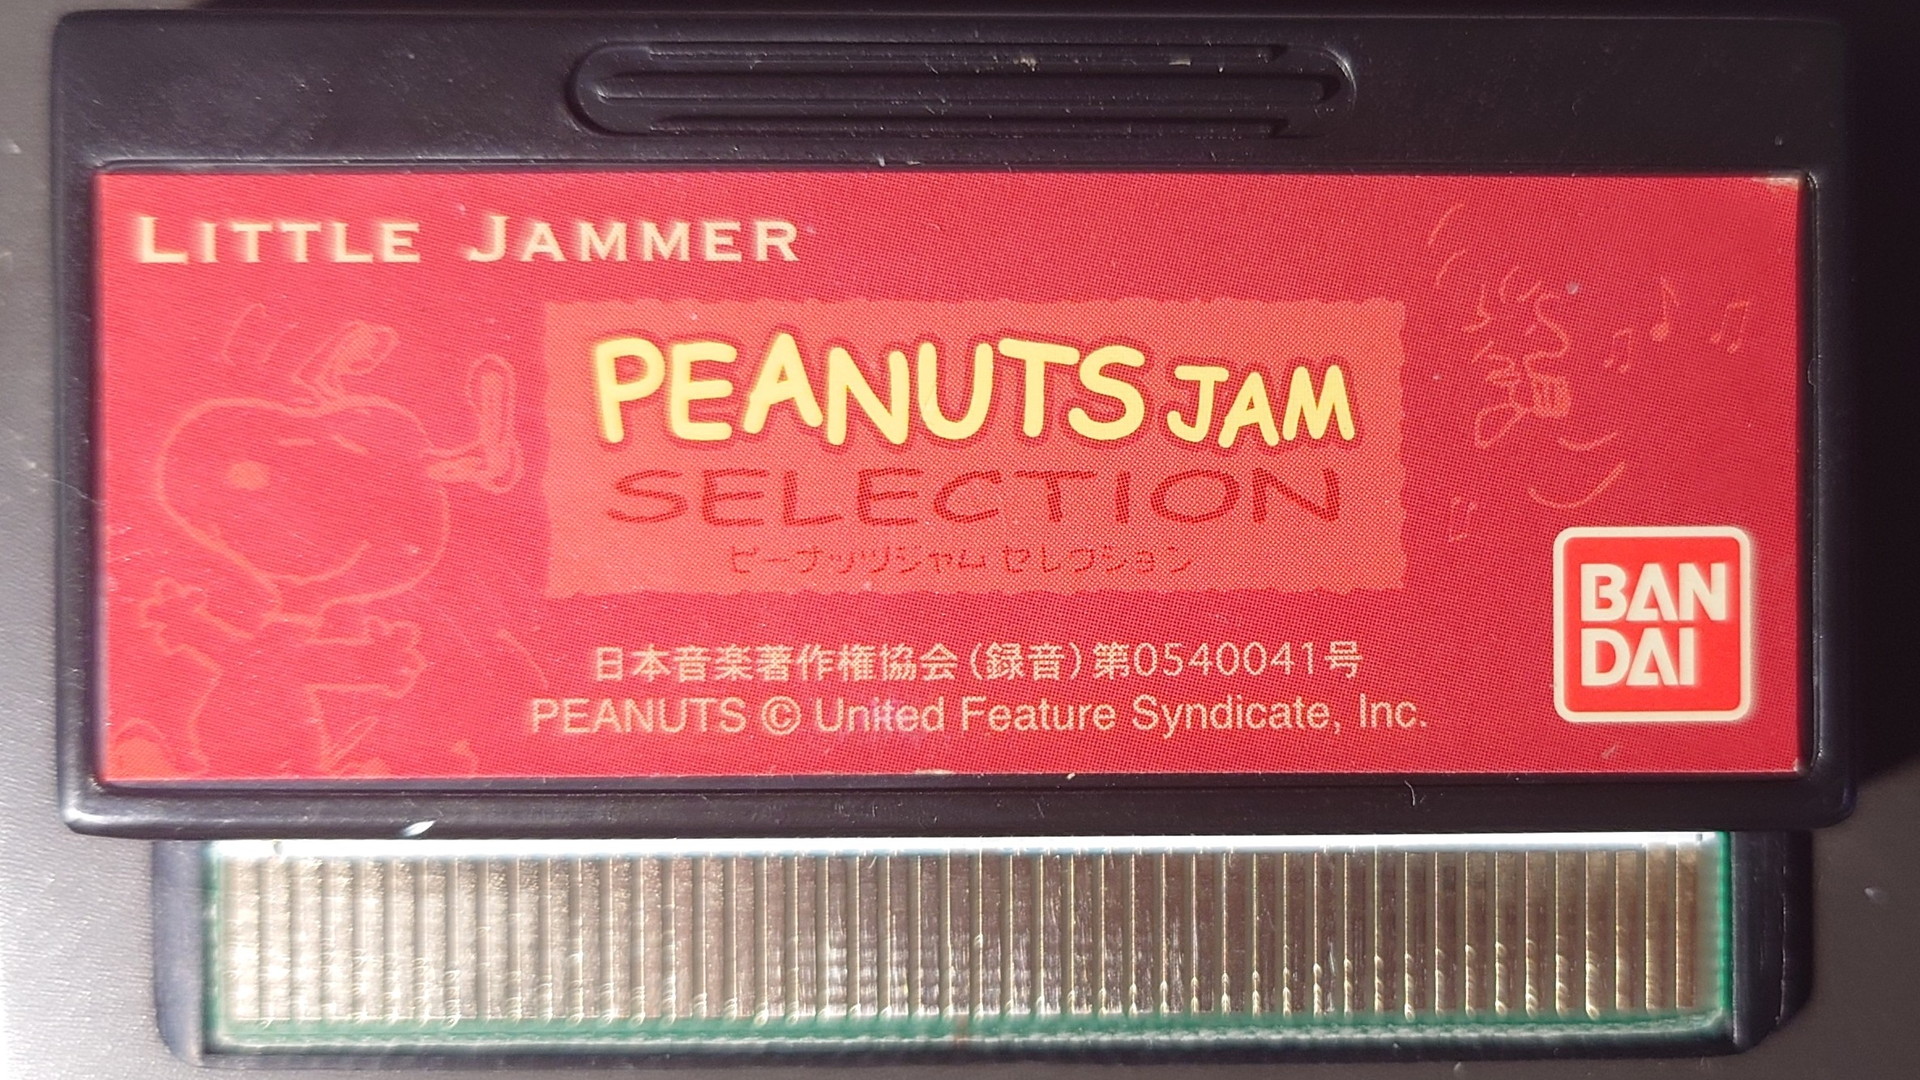 LITTLE JAMMER
PEANUTS JAM
SELECTION
ピーナッツジャム セレクション
日本音楽著作権協会(録音)第0540041号
PEANUTS © United Feature Syndicate, Inc.
BAN
DAI